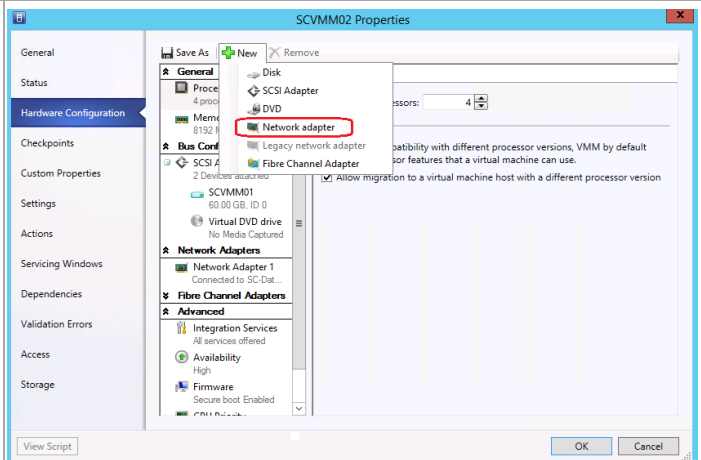 SCVMM02 Properties
x
General
Status
Hardware Configuration
Checkpoints
Custom Properties
Settings
Actions
Servicing Windows
Dependencies
Validation Errors
Access
Storage
Save As
New
Remove
Disk
SCSI Adapter
DVD
Network adapter
Legacy network adapter
Fibre Channel Adapter
General
Proce
4 proce
Memo
8192 M
Bus Conf
SCSI A
2 Devices attached
SCVMM01
60.00 GB, ID 0
Virtual DVD drive
No Media Captured
Network Adapters
Network Adapter 1
Connected to SC-Dat...
Fibre Channel Adapters
Advanced
Integration Services
All services offered
Availability
High
Firmware
Secure boot Enabled
CPU Priority
essors: 4
patibility with different processor versions, VMM by default
sor features that a virtual machine can use.
Allow migration to a virtual machine host with a different processor version
View Script
OK
Cancel